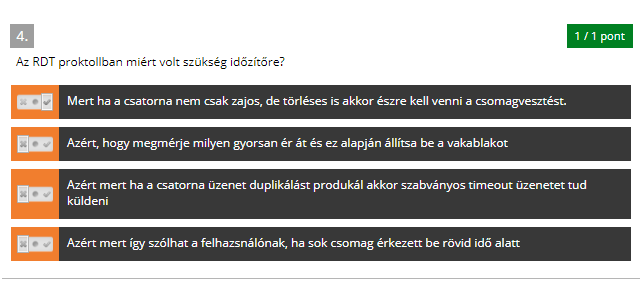 4.
1 / 1 pont
Az RDT proktollban miért volt szükség időzítőre?
Mert ha a csatorna nem csak zajos, de törléses is akkor észre kell venni a csomagvesztést.
Azért, hogy megmérje milyen gyorsan ér át és ez alapján állítsa be a vakablakot
Azért mert ha a csatorna üzenet duplikálást produkál akkor szabványos timeout üzenetet tud
küldeni
Azért mert így szólhat a felhazsnálónak, ha sok csomag érkezett be rövid idő alatt